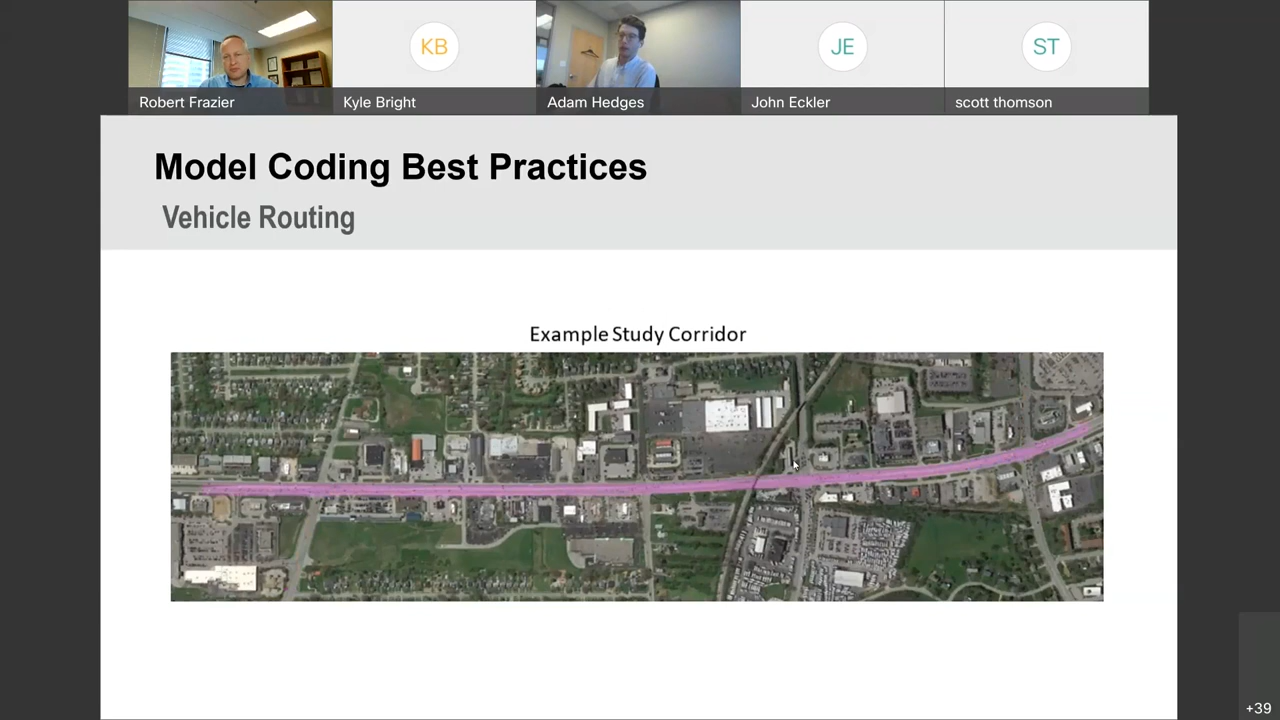 KB
JE
ST
Robert Frazier
Kyle Bright
Adam Hedges
John Eckler
scott thomson
Model Coding Best Practices
Vehicle Routing
Example Study Corridor
+39